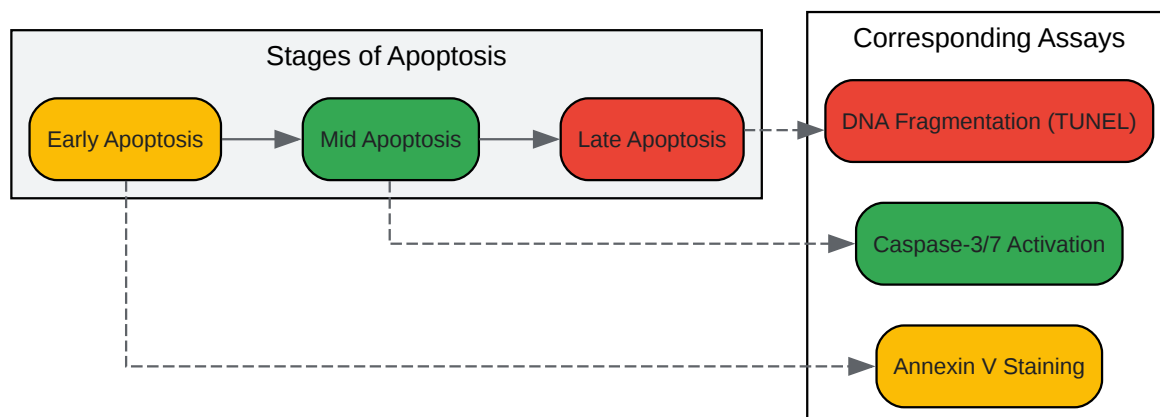 Stages of Apoptosis
Early Apoptosis
Mid Apoptosis
Late Apoptosis
Corresponding Assays
DNA Fragmentation (TUNEL)
Caspase-3/7 Activation
Annexin V Staining